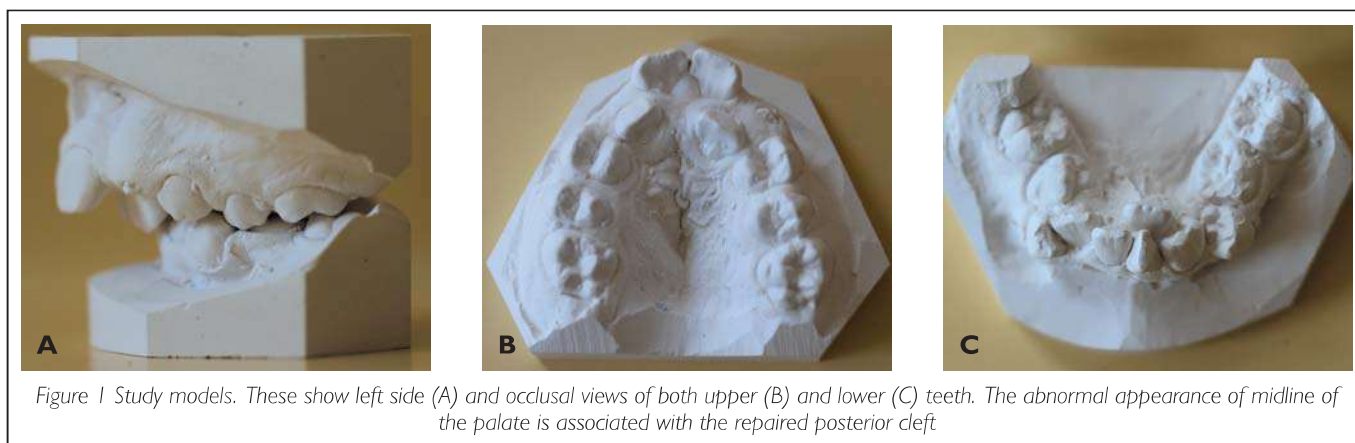 A
B
C
Figure 1 Study models. These show left side (A) and occlusal views of both upper (B) and lower (C) teeth. The abnormal appearance of midline of
the palate is associated with the repaired posterior cleft